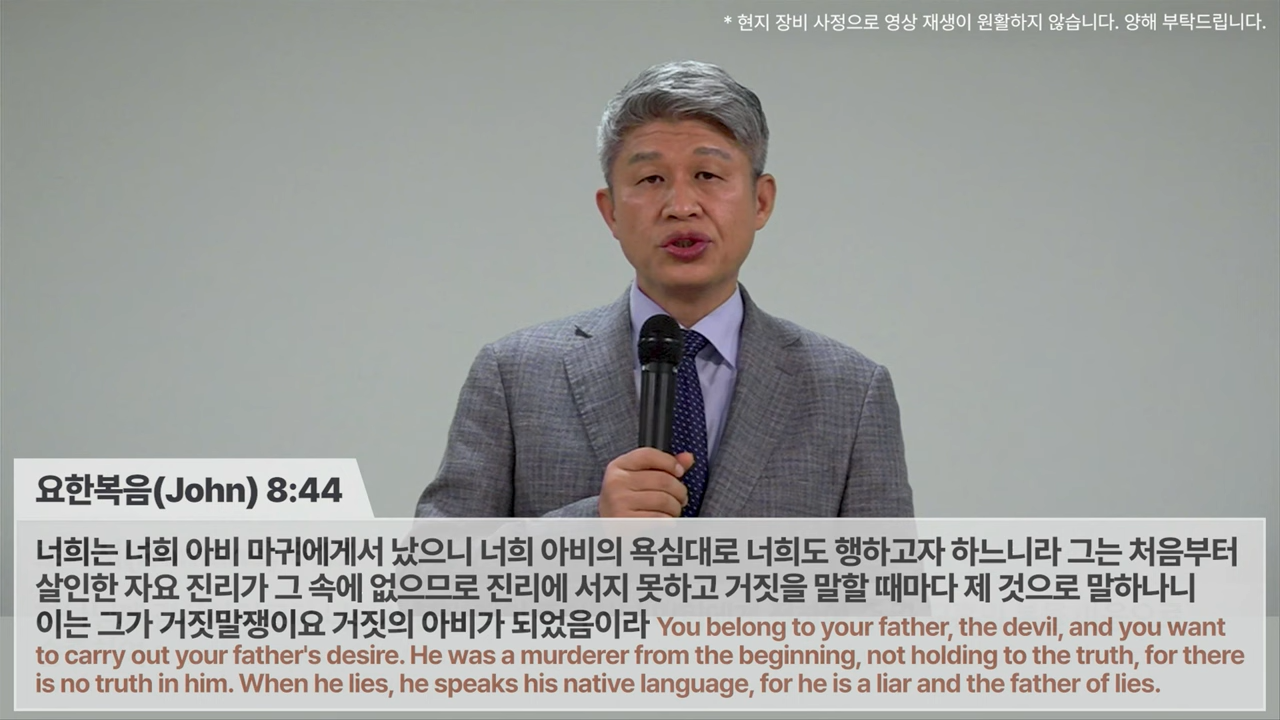 * 현지 장비 사정으로 영상 재생이 원활하지 않습니다. 양해 부탁드립니다.
요한복음(John) 8:44
너희는 너희 아비 마귀에게서 났으니 너희 아비의 욕심대로 너희도 행하고자 하느니라 그는 처음부터
살인한 자요 진리가 그 속에 없으므로 진리에 서지 못하고 거짓을 말할 때마다 제 것으로 말하나니
이는 그가 거짓말쟁이요 거짓의 아비가 되었음이라 You belong to your father, the devil, and you want
to carry out your father's desire. He was a murderer from the beginning, not holding to the truth, for there
is no truth in him. When he lies, he speaks his native language, for he is a liar and the father of lies.